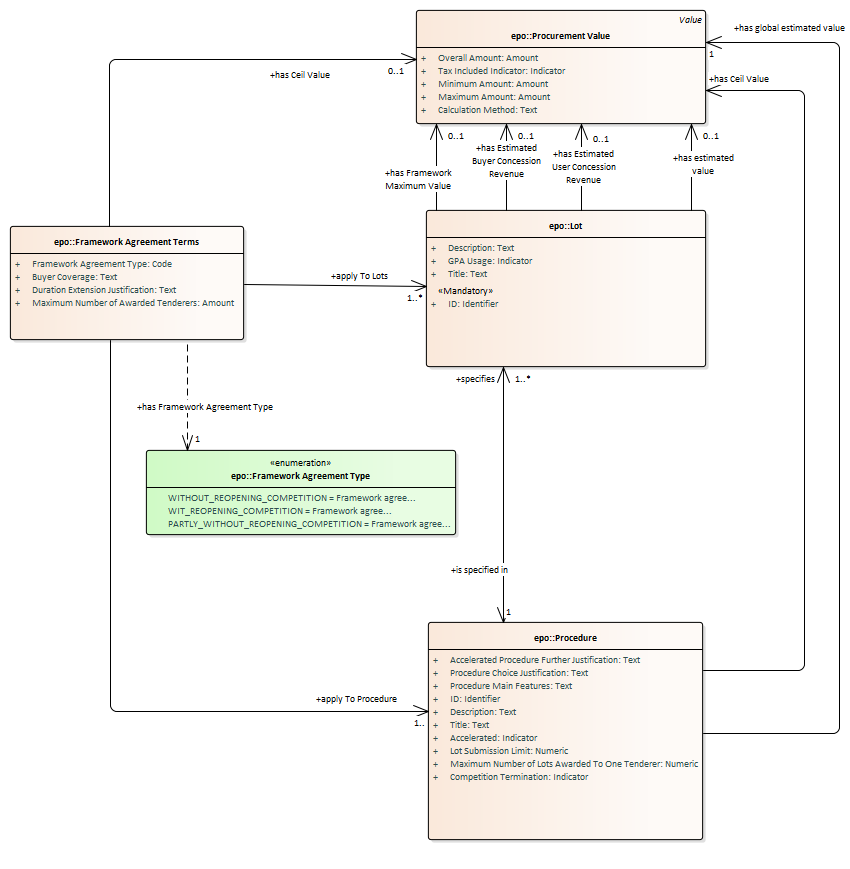 Value
epo::Procurement Value
+ Overall Amount: Amount
+ Tax Included Indicator: Indicator
+ Minimum Amount: Amount
+ Maximum Amount: Amount
+ Calculation Method: Text
+has global estimated value
1
+has Ceil Value
+has Ceil Value
0..1
0..1
+has Framework
Maximum Value
0..1
+has Estimated
Buyer Concession
Revenue
0..1
+has Estimated
User Concession
Revenue
0..1
+has estimated
value
epo::Framework Agreement Terms
+ Framework Agreement Type: Code
+ Buyer Coverage: Text
+ Duration Extension Justification: Text
+ Maximum Number of Awarded Tenderers: Amount
+apply To Lots
1..*
epo::Lot
+ Description: Text
+ GPA Usage: Indicator
+ Title: Text
«Mandatory»
+ ID: Identifier
+specifies
1..*
+has Framework Agreement Type
1
«enumeration»
epo::Framework Agreement Type
WITHOUT_REOPENING_COMPETITION = Framework agree...
WIT_REOPENING_COMPETITION = Framework agree...
PARTLY_WITHOUT_REOPENING_COMPETITION = Framework agree...
+is specified in
1
+apply To Procedure
1..
epo::Procedure
+ Accelerated Procedure Further Justification: Text
+ Procedure Choice Justification: Text
+ Procedure Main Features: Text
+ ID: Identifier
+ Description: Text
+ Title: Text
+ Accelerated: Indicator
+ Lot Submission Limit: Numeric
+ Maximum Number of Lots Awarded To One Tenderer: Numeric
+ Competition Termination: Indicator